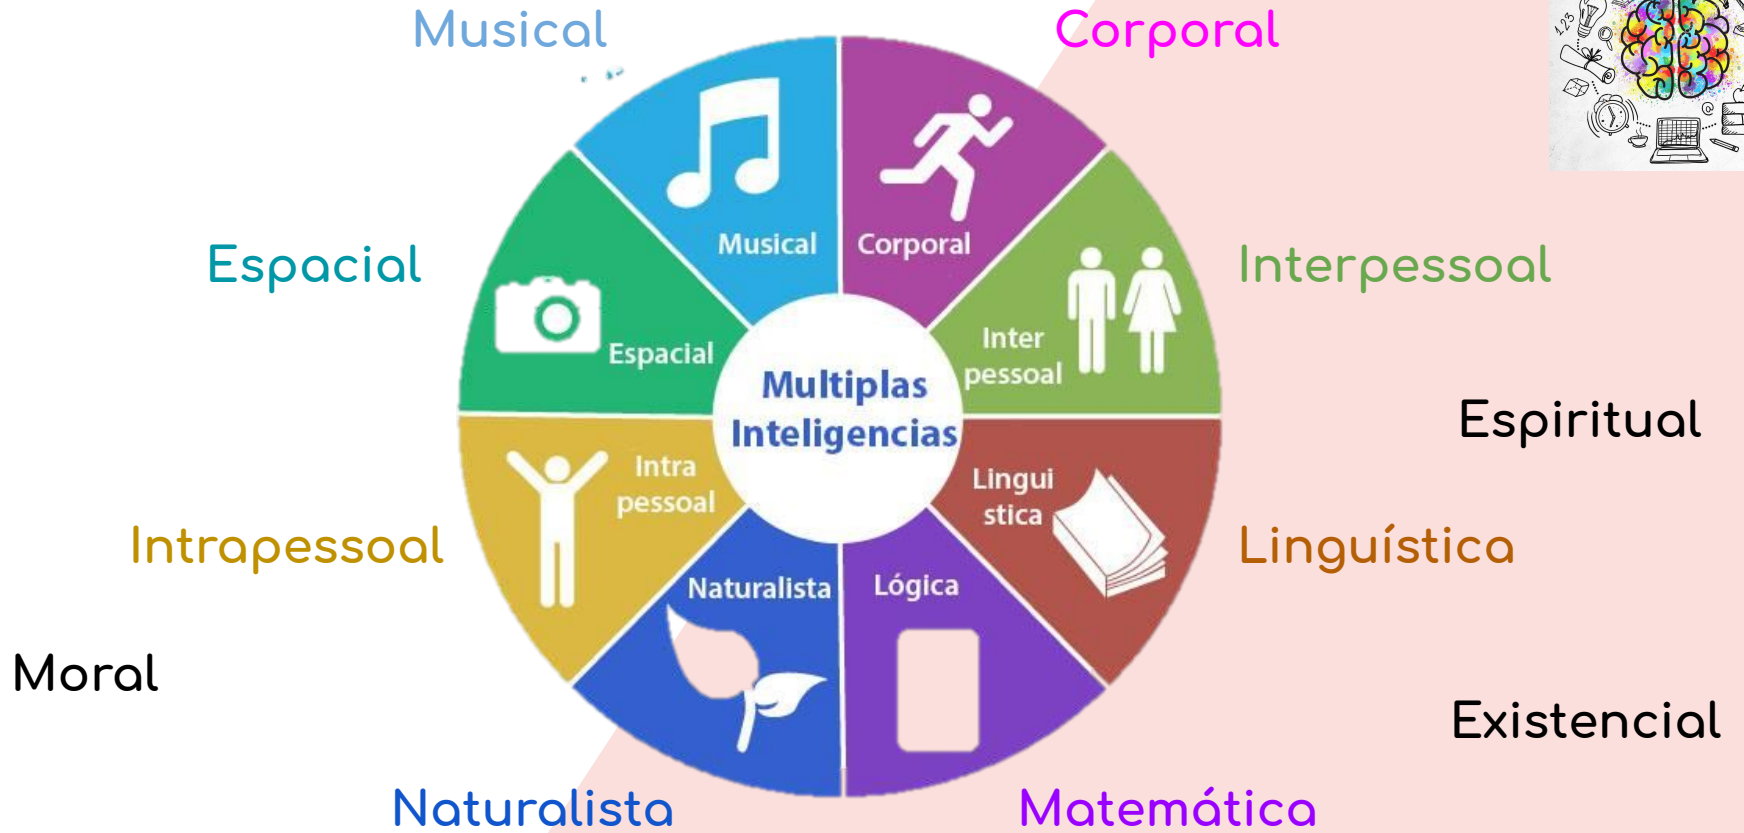 Musical
Corporal
123
Musical
Corporal
Espacial
Interpessoal
Inter
pessoal
Espacial
Multiplas
Inteligencias
Espiritual
Intra
pessoal
Lingui
stica
Intrapessoal
Linguística
Naturalista
Lógica
Moral
Existencial
Naturalista
Matemática